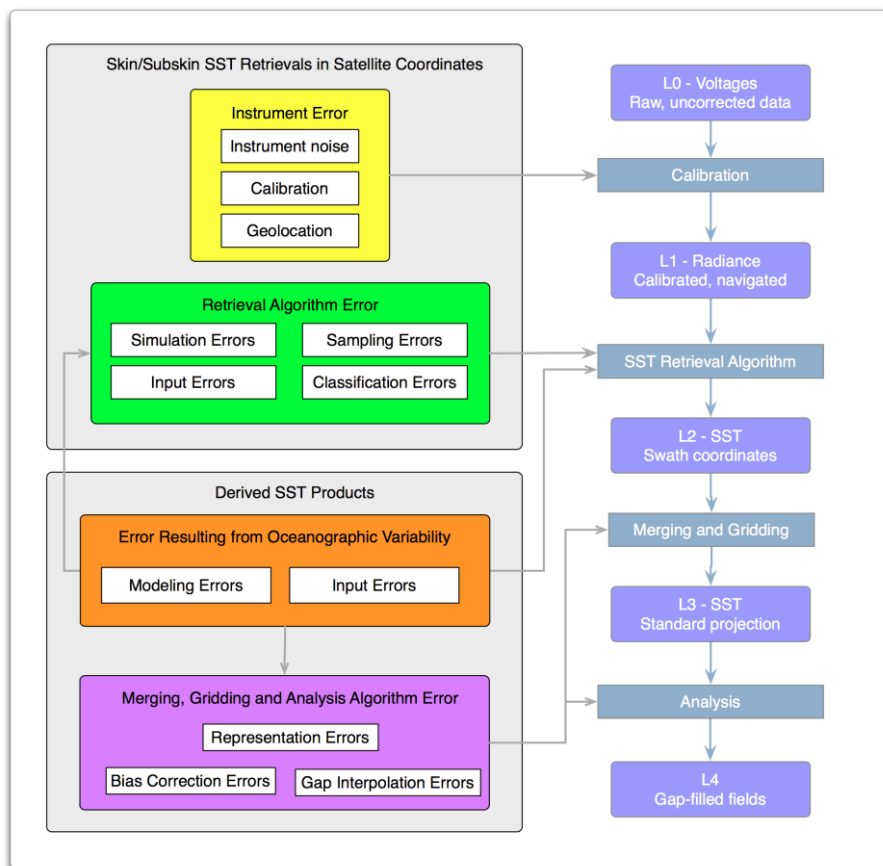 Skin/Subskin SST Retrievals in Satellite Coordinates
Instrument Error
Instrument noise
Calibration
Geolocation
Retrieval Algorithm Error
Simulation Errors
Sampling Errors
Input Errors
Classification Errors
Derived SST Products
Error Resulting from Oceanographic Variability
Modeling Errors
Input Errors
Merging, Gridding and Analysis Algorithm Error
Representation Errors
Bias Correction Errors
Gap Interpolation Errors
L0 - Voltages
Raw, uncorrected data
Calibration
L1 - Radiance
Calibrated, navigated
SST Retrieval Algorithm
L2 - SST
Swath coordinates
Merging and Gridding
L3 - SST
Standard projection
Analysis
L4
Gap-filled fields